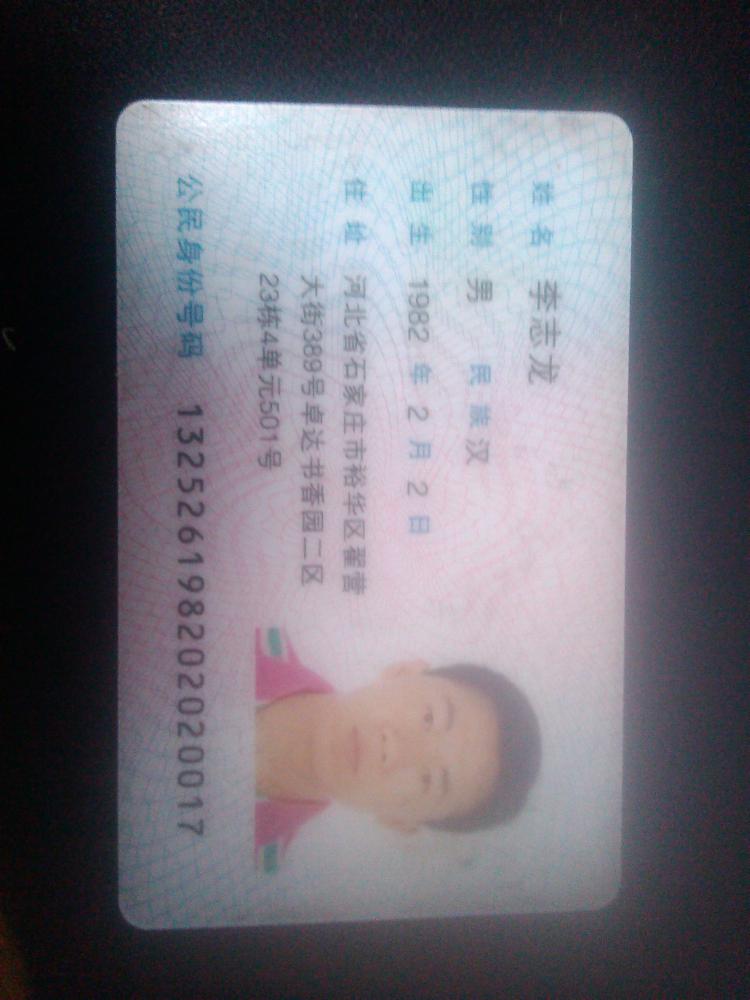 姓名 李志龙
性别 男 民族 汉
出生 1982 年 2 月 2 日
住址 河北省石家庄市裕华区翟营
大街389号卓达书香园二区
23栋4单元501号
公民身份号码 132526198202020017